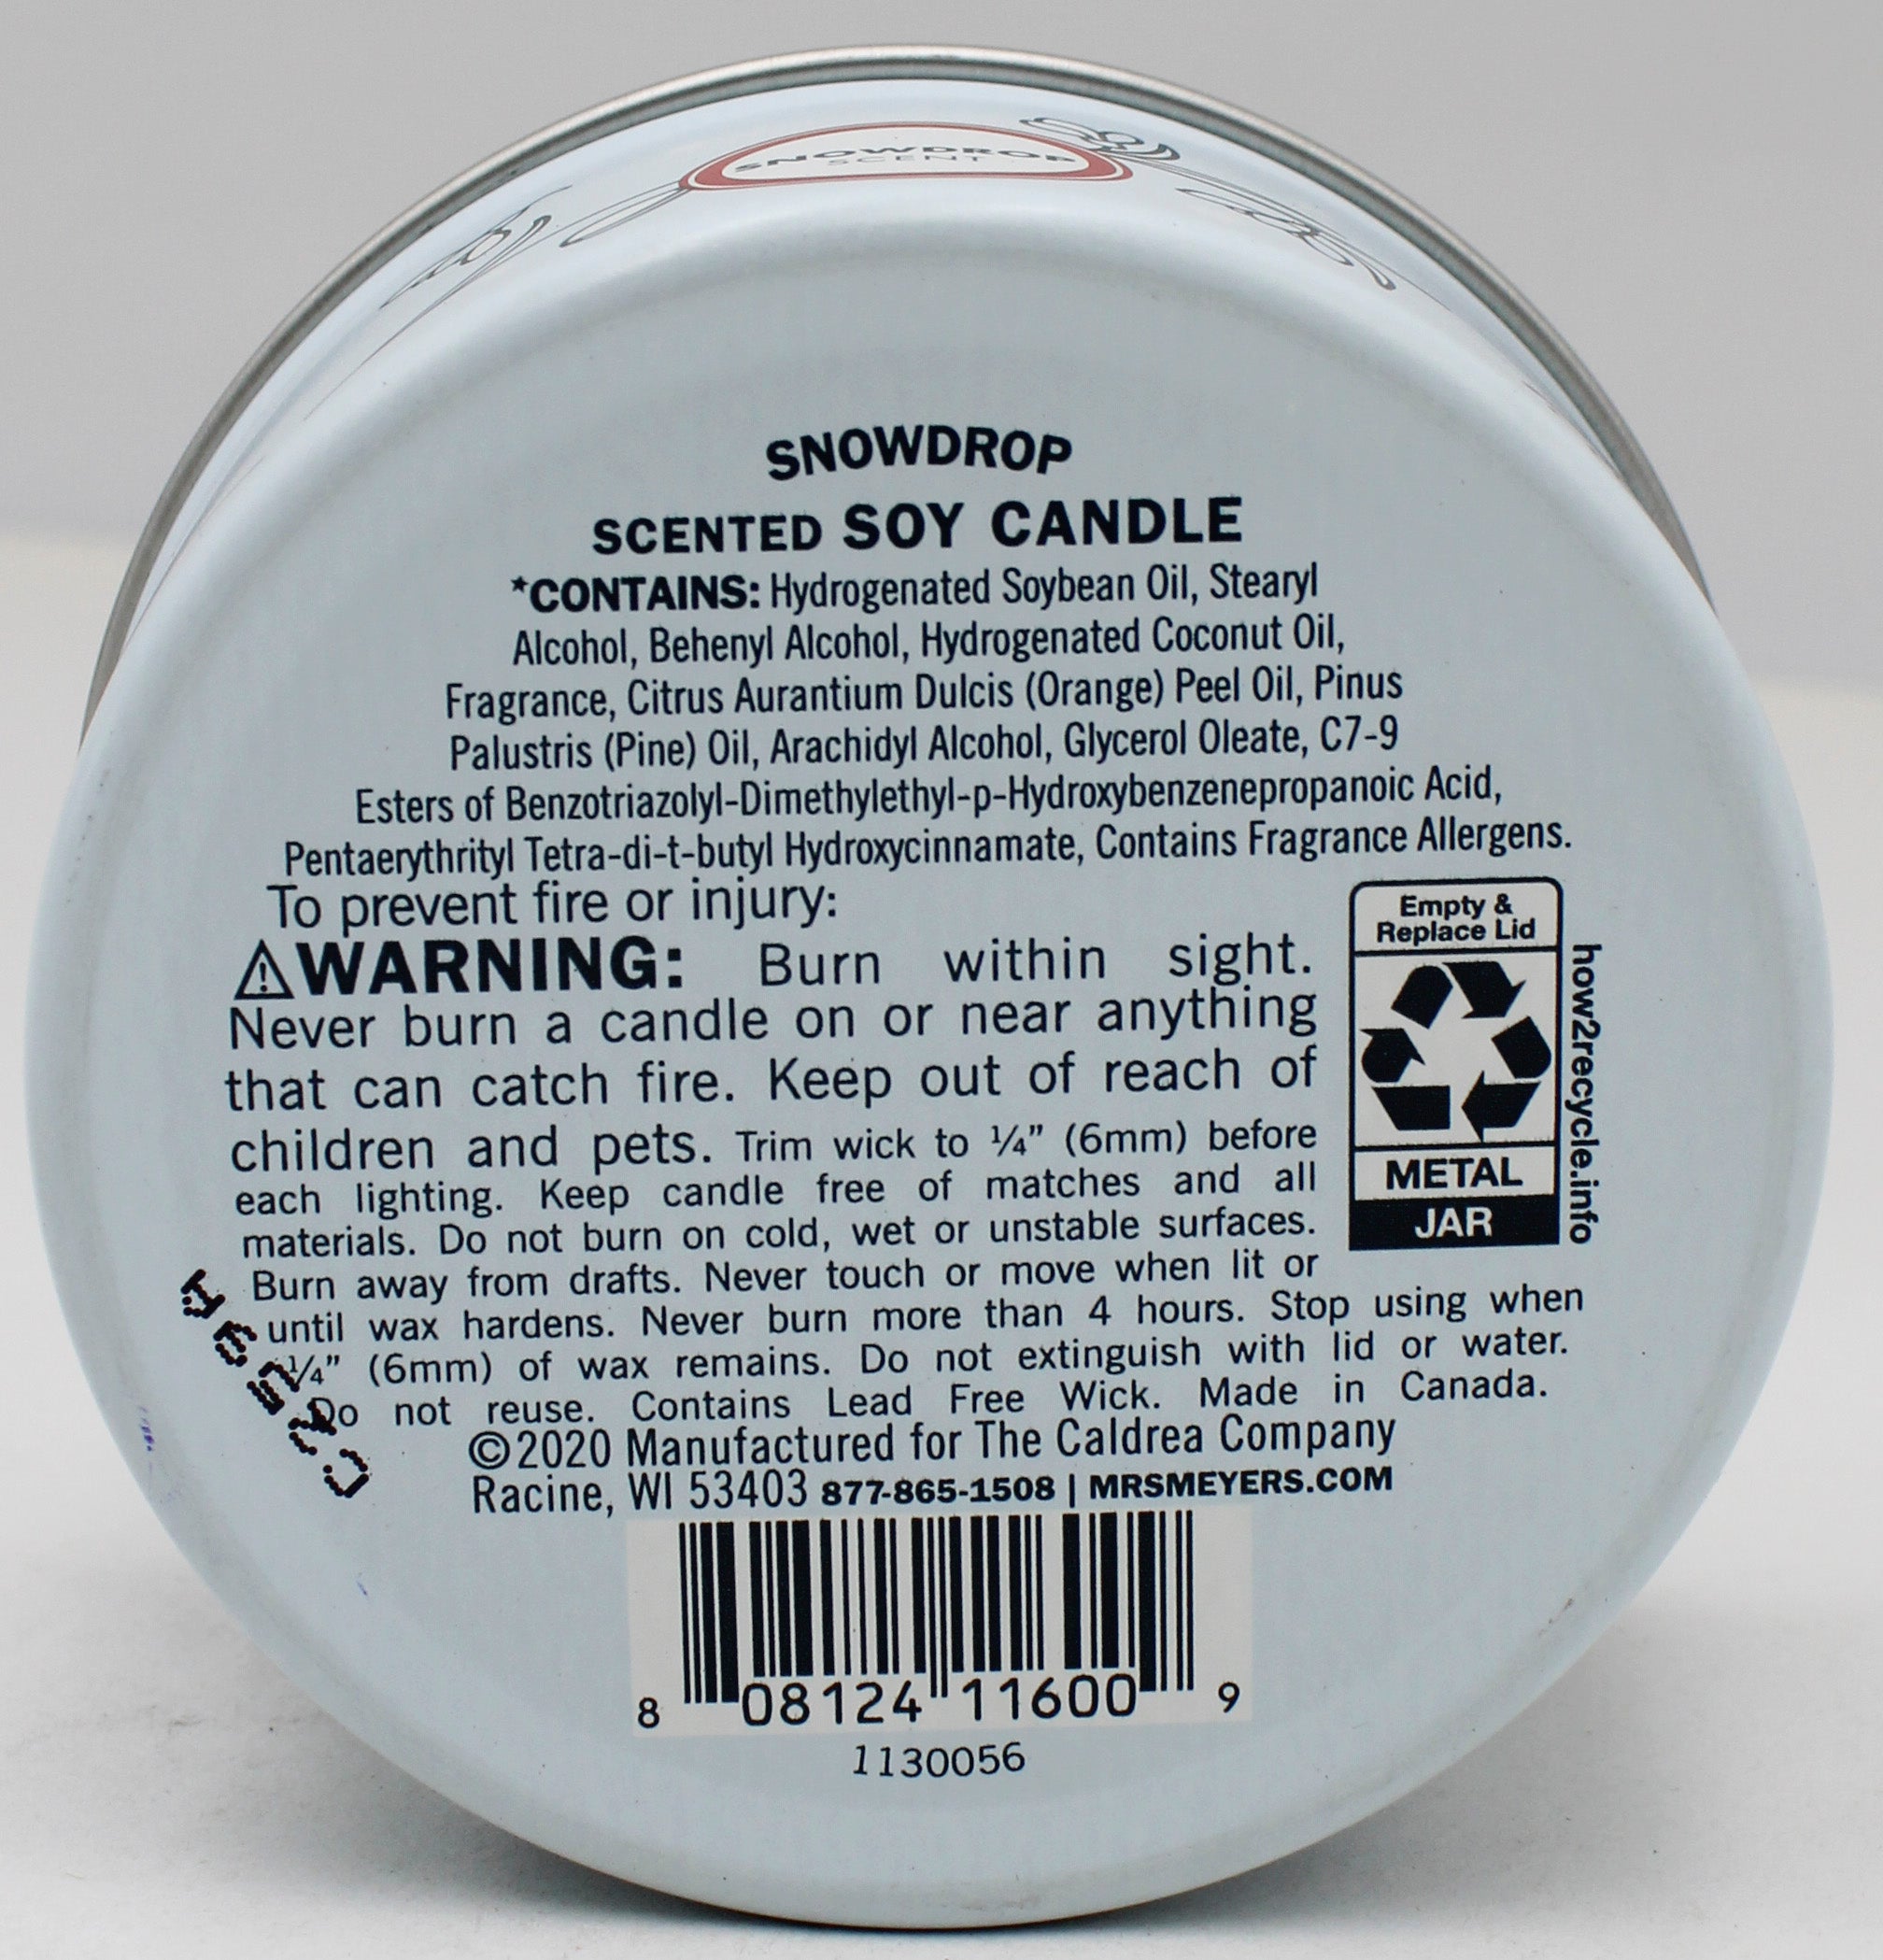 SNOWDROP
SCENT
SNOWDROP
SCENTED SOY CANDLE
*CONTAINS: Hydrogenated Soybean Oil, Stearyl
Alcohol, Behenyl Alcohol, Hydrogenated Coconut Oil,
Fragrance, Citrus Aurantium Dulcis (Orange) Peel Oil, Pinus
Palustris (Pine) Oil, Arachidyl Alcohol, Glycerol Oleate, C7-9
Esters of Benzotriazolyl-Dimethylethyl-p-Hydroxybenzenepropanoic Acid,
Pentaerythrityl Tetra-di-t-butyl Hydroxycinnamate, Contains Fragrance Allergens.
To prevent fire or injury:
⚠WARNING: Burn within sight.
Never burn a candle on or near anything
that can catch fire. Keep out of reach of
children and pets. Trim wick to ¼” (6mm) before
each lighting. Keep candle free of matches and all
materials. Do not burn on cold, wet or unstable surfaces.
Burn away from drafts. Never touch or move when lit or
until wax hardens. Never burn more than 4 hours. Stop using when
¼” (6mm) of wax remains. Do not extinguish with lid or water.
Do not reuse. Contains Lead Free Wick. Made in Canada.
©2020 Manufactured for The Caldrea Company
Racine, WI 53403 877-865-1508 | MRSMEYERS.COM
Empty &
Replace Lid
METAL
JAR
how2recycle.info
8 08124 11600 9
1130056